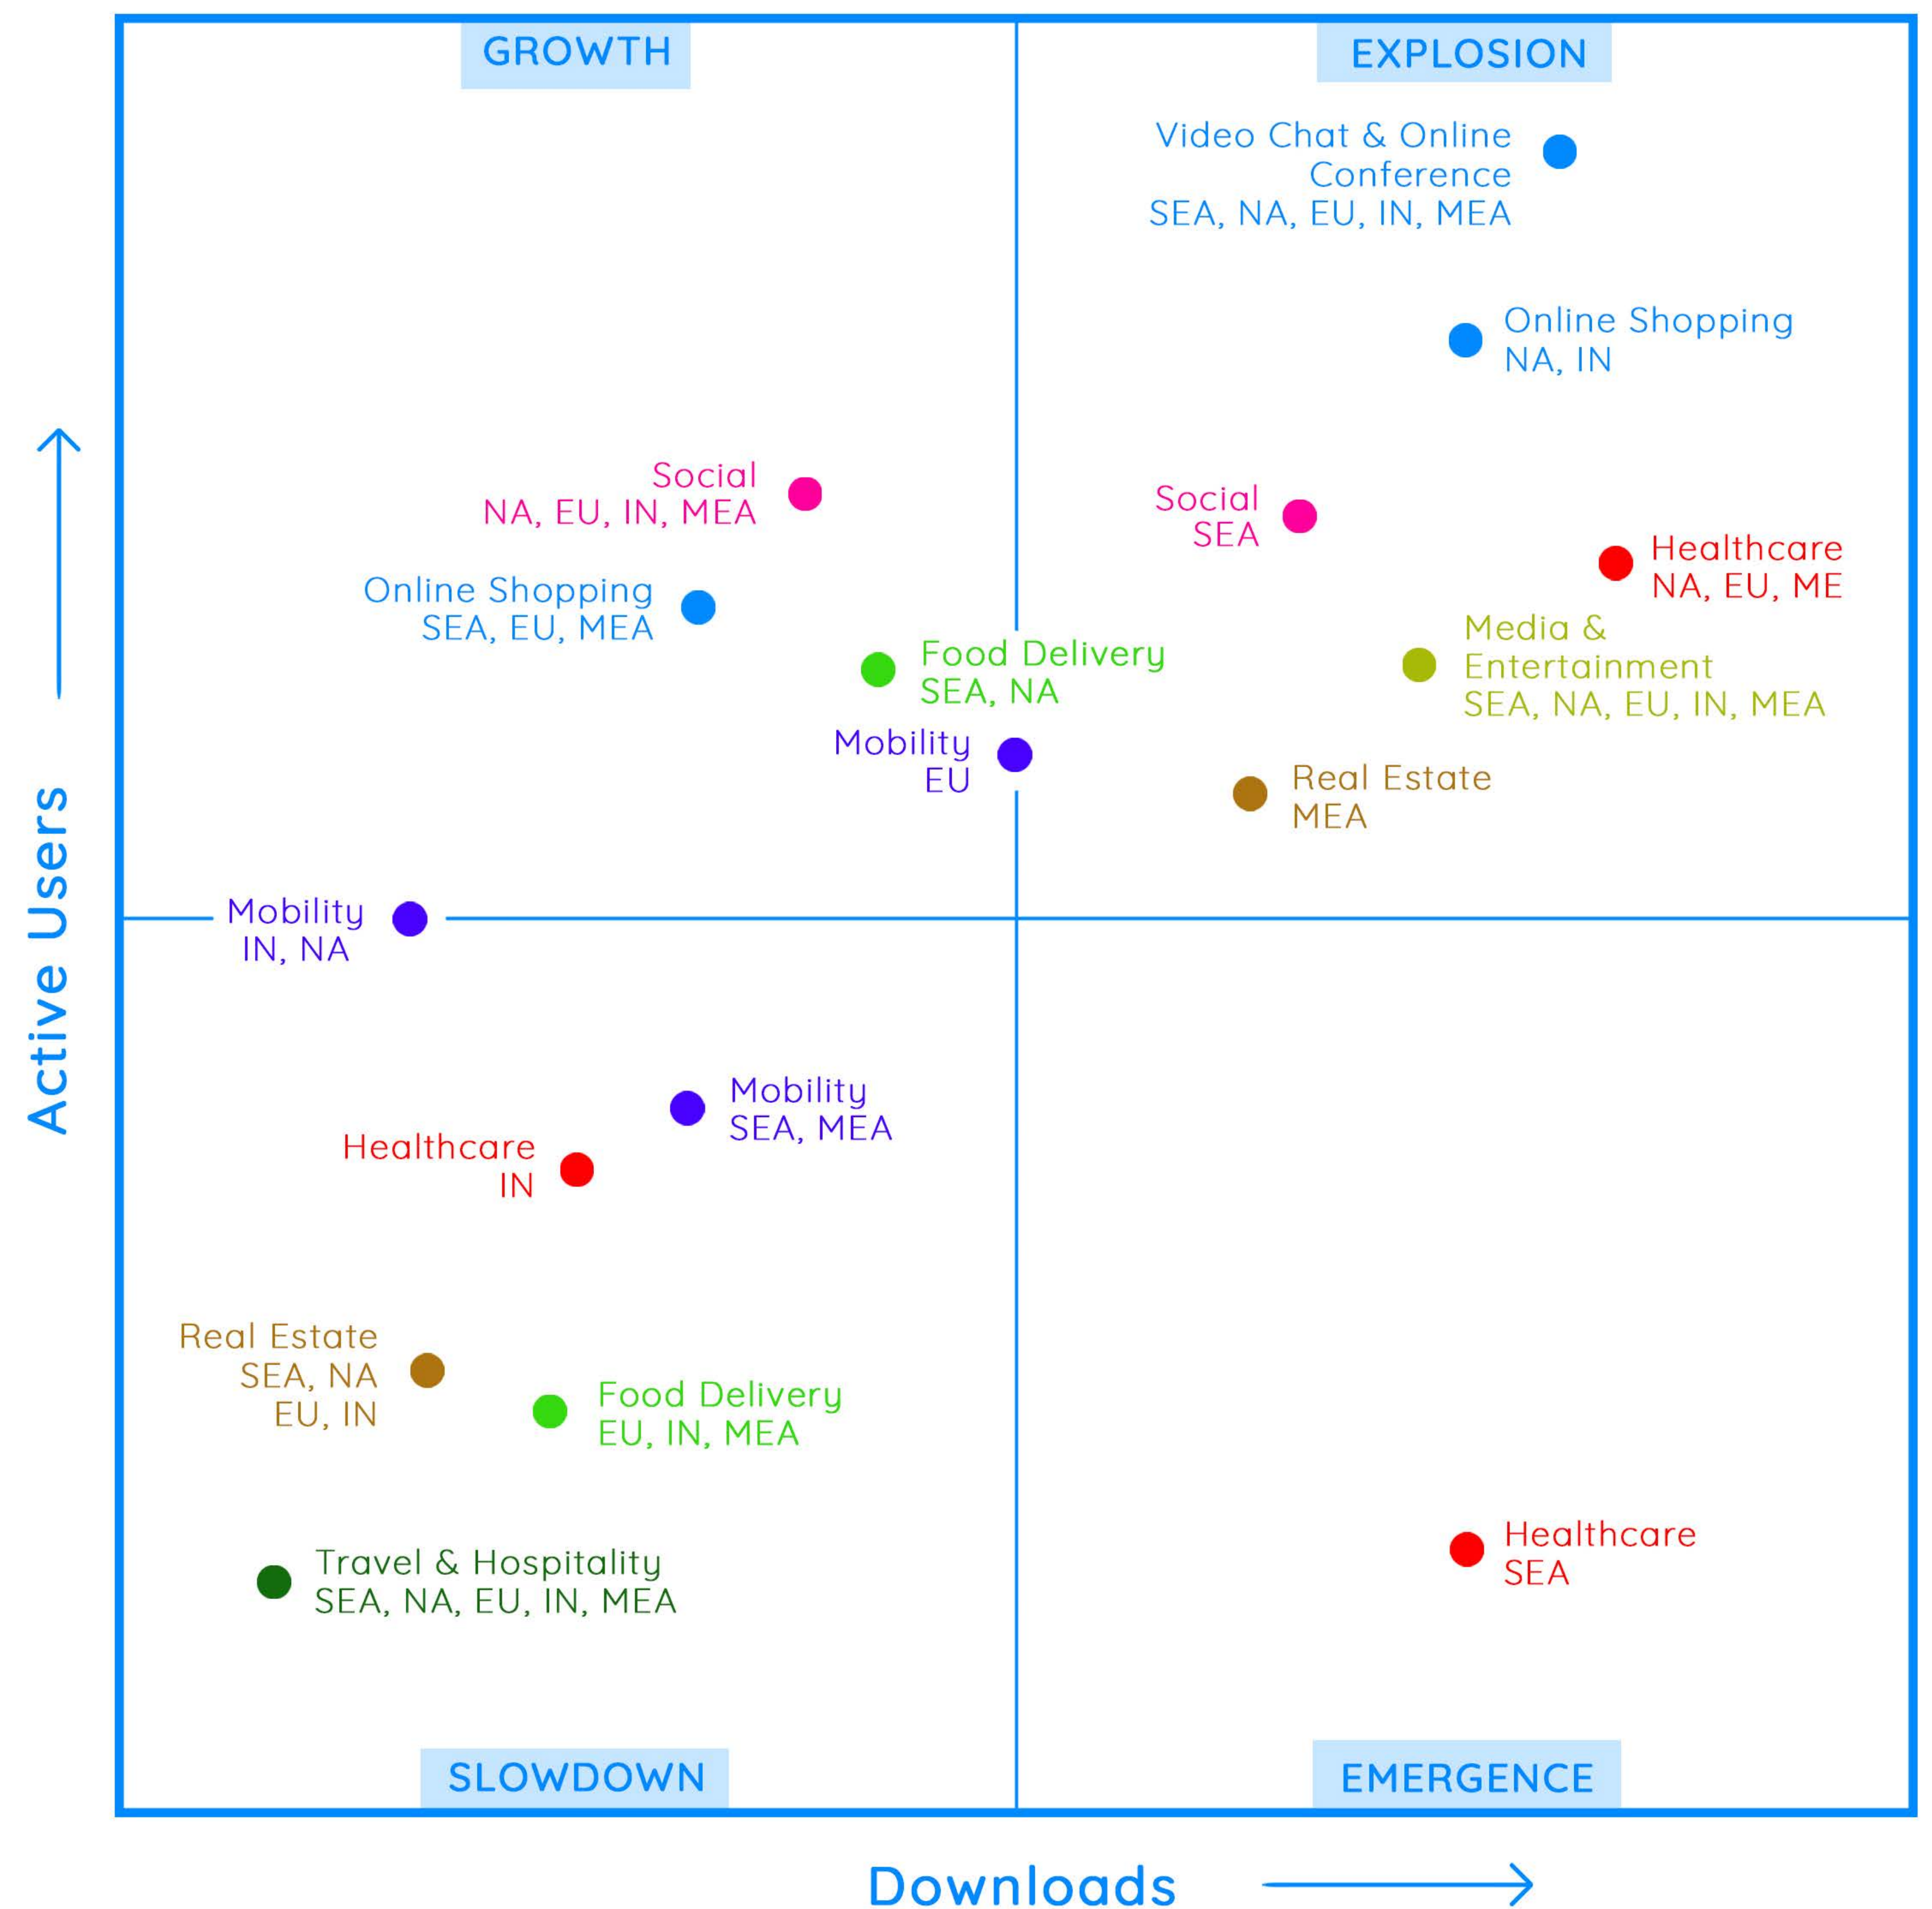 GROWTH
EXPLOSION
Video Chat & Online
Conference
SEA, NA, EU, IN, MEA
Online Shopping
NA, IN
Social
NA, EU, IN, MEA
Social
SEA
Healthcare
NA, EU, ME
Online Shopping
SEA, EU, MEA
Food Delivery
SEA, NA
Media &
Entertainment
SEA, NA, EU, IN, MEA
Mobility
EU
Real Estate
MEA
Mobility
IN, NA
Active Users
Mobility
SEA, MEA
Healthcare
IN
Real Estate
SEA, NA
EU, IN
Food Delivery
EU, IN, MEA
Travel & Hospitality
SEA, NA, EU, IN, MEA
Healthcare
SEA
SLOWDOWN
EMERGENCE
Downloads